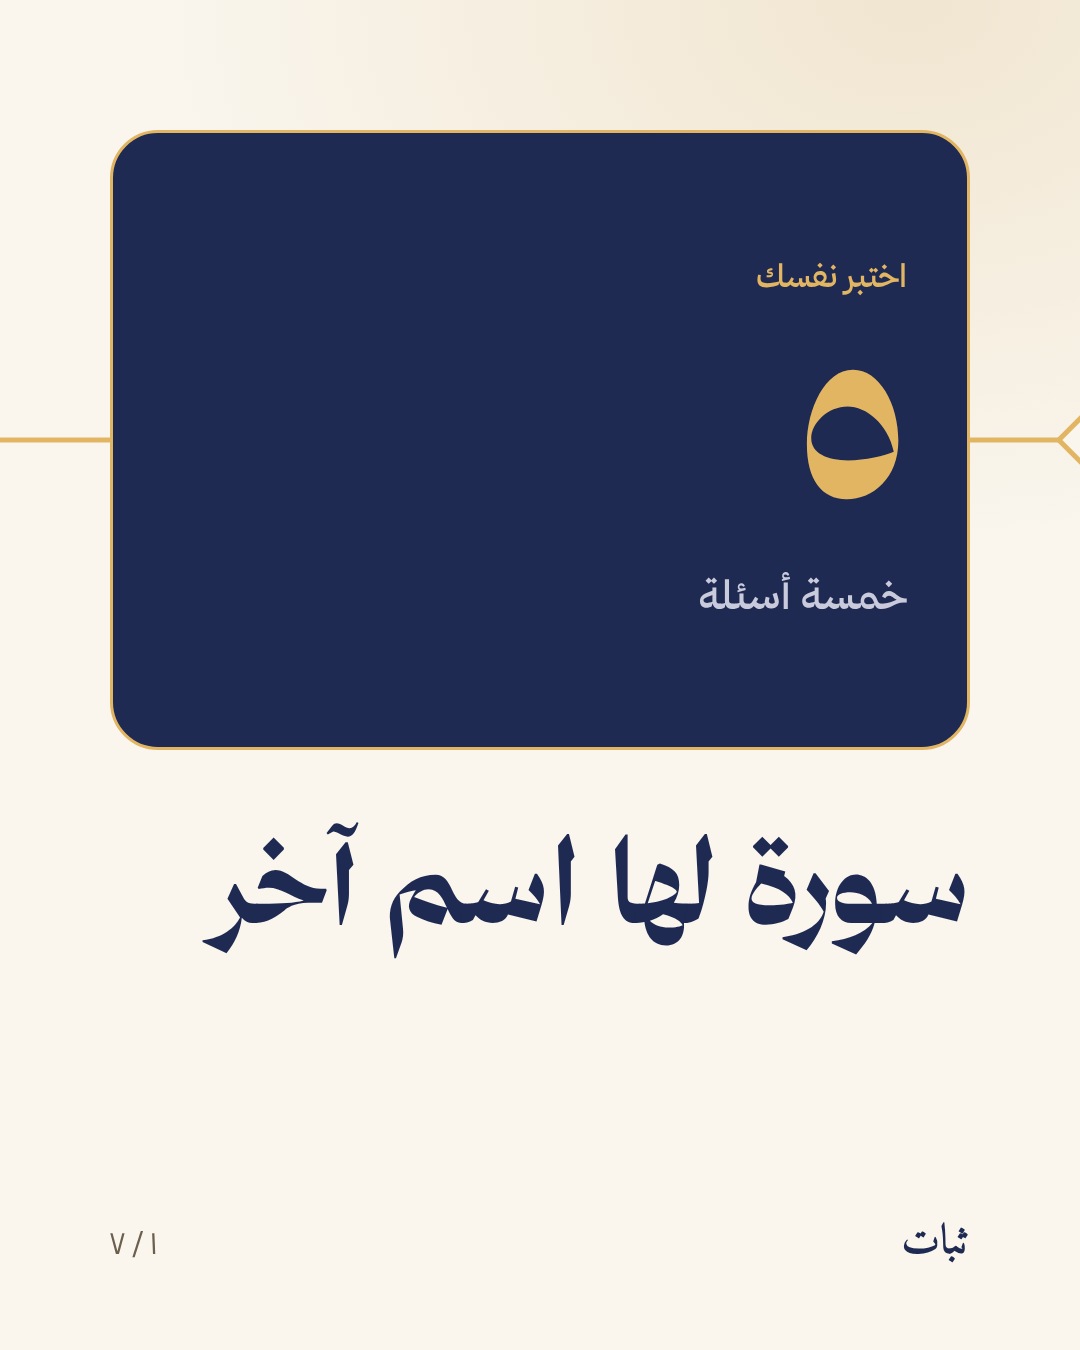 اختبر نفسك
٥
خمسة أسئلة
سورة لها اسم آخر
ثبات
١ / ٧